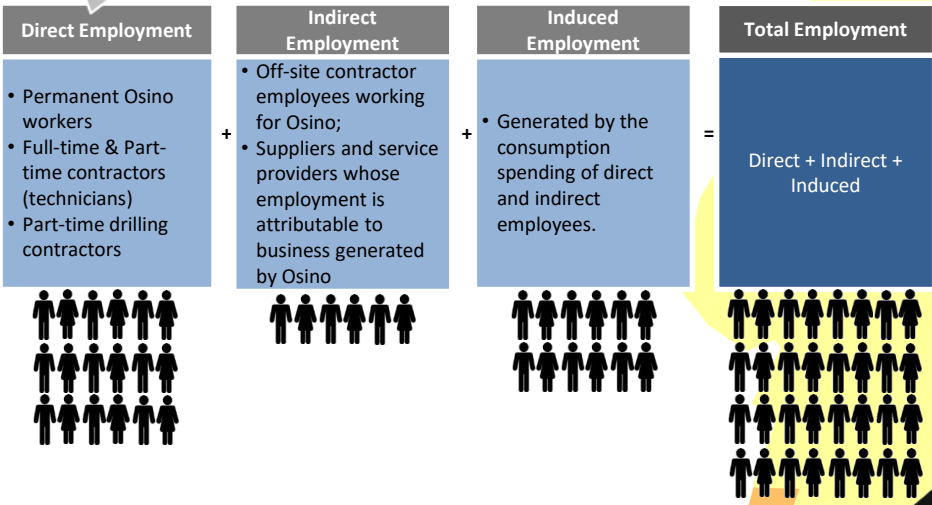 Direct Employment
• Permanent Osino
workers
• Full-time & Part-
time contractors
(technicians)
• Part-time drilling
contractors
+
Indirect
Employment
• Off-site contractor
employees working
for Osino;
• Suppliers and service
providers whose
employment is
attributable to
business generated
by Osino
+
Induced
Employment
• Generated by the
consumption
spending of direct
and indirect
employees.
=
Total Employment
Direct + Indirect +
Induced